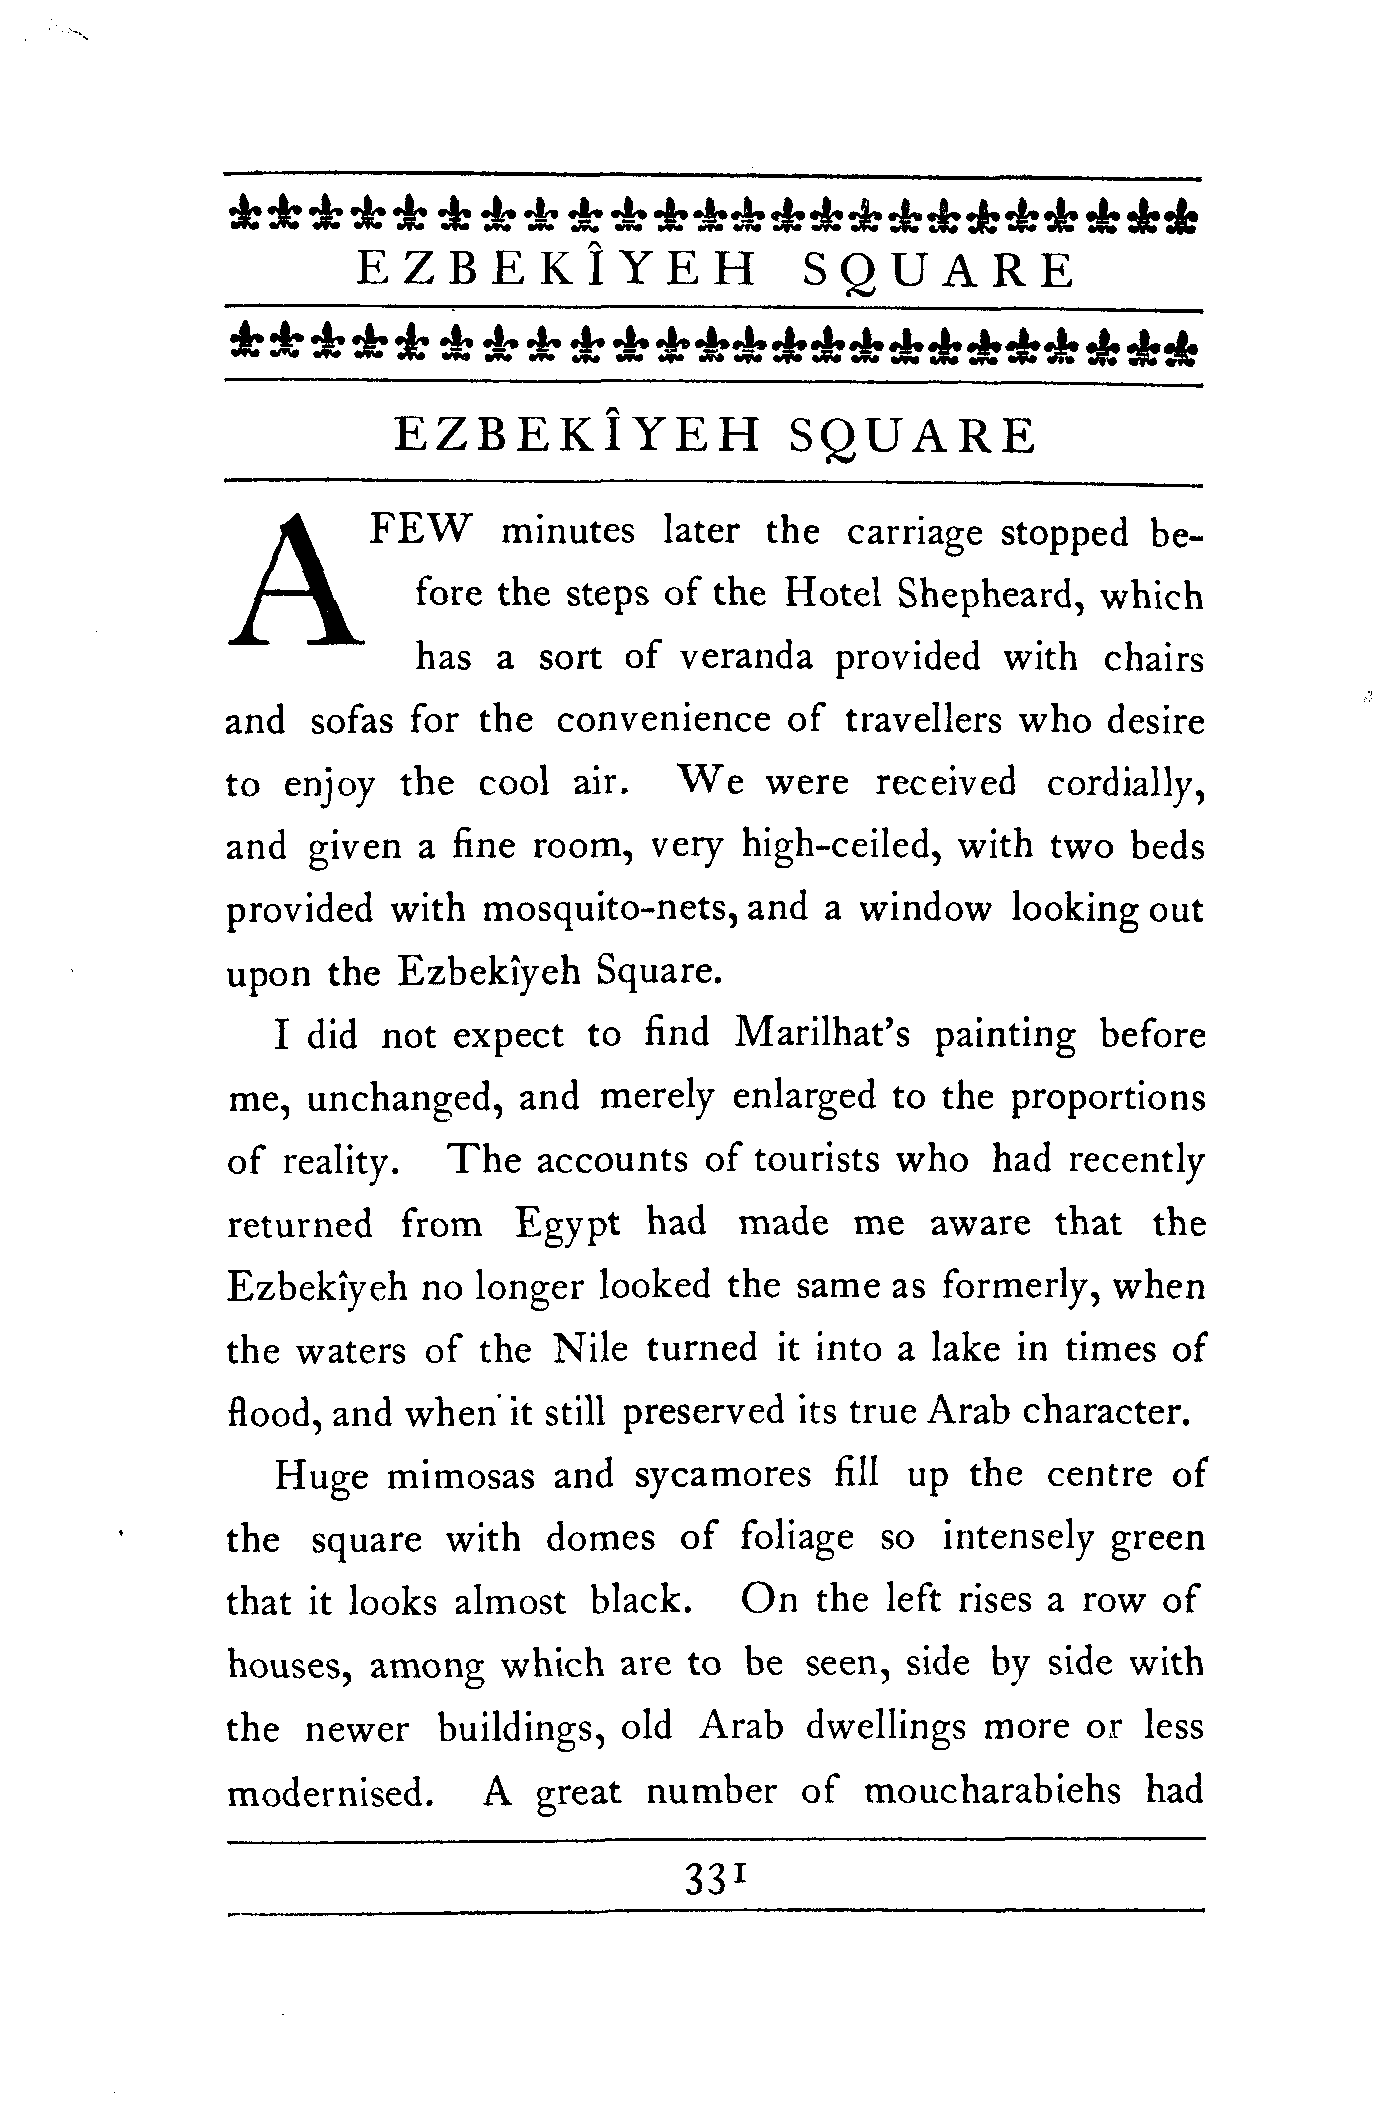 EZBEKÎYEH SQUARE
EZBEKÎYEH SQUARE
A FEW minutes later the carriage stopped be-
fore the steps of the Hotel Shepheard, which
has a sort of veranda provided with chairs
and sofas for the convenience of travellers who desire
to enjoy the cool air. We were received cordially,
and given a fine room, very high-ceiled, with two beds
provided with mosquito-nets, and a window looking out
upon the Ezbekîyeh Square.
I did not expect to find Marilhat's painting before
me, unchanged, and merely enlarged to the proportions
of reality. The accounts of tourists who had recently
returned from Egypt had made me aware that the
Ezbekîyeh no longer looked the same as formerly, when
the waters of the Nile turned it into a lake in times of
flood, and when it still preserved its true Arab character.
Huge mimosas and sycamores fill up the centre of
the square with domes of foliage so intensely green
that it looks almost black. On the left rises a row of
houses, among which are to be seen, side by side with
the newer buildings, old Arab dwellings more or less
modernised. A great number of moucharabiehs had
331